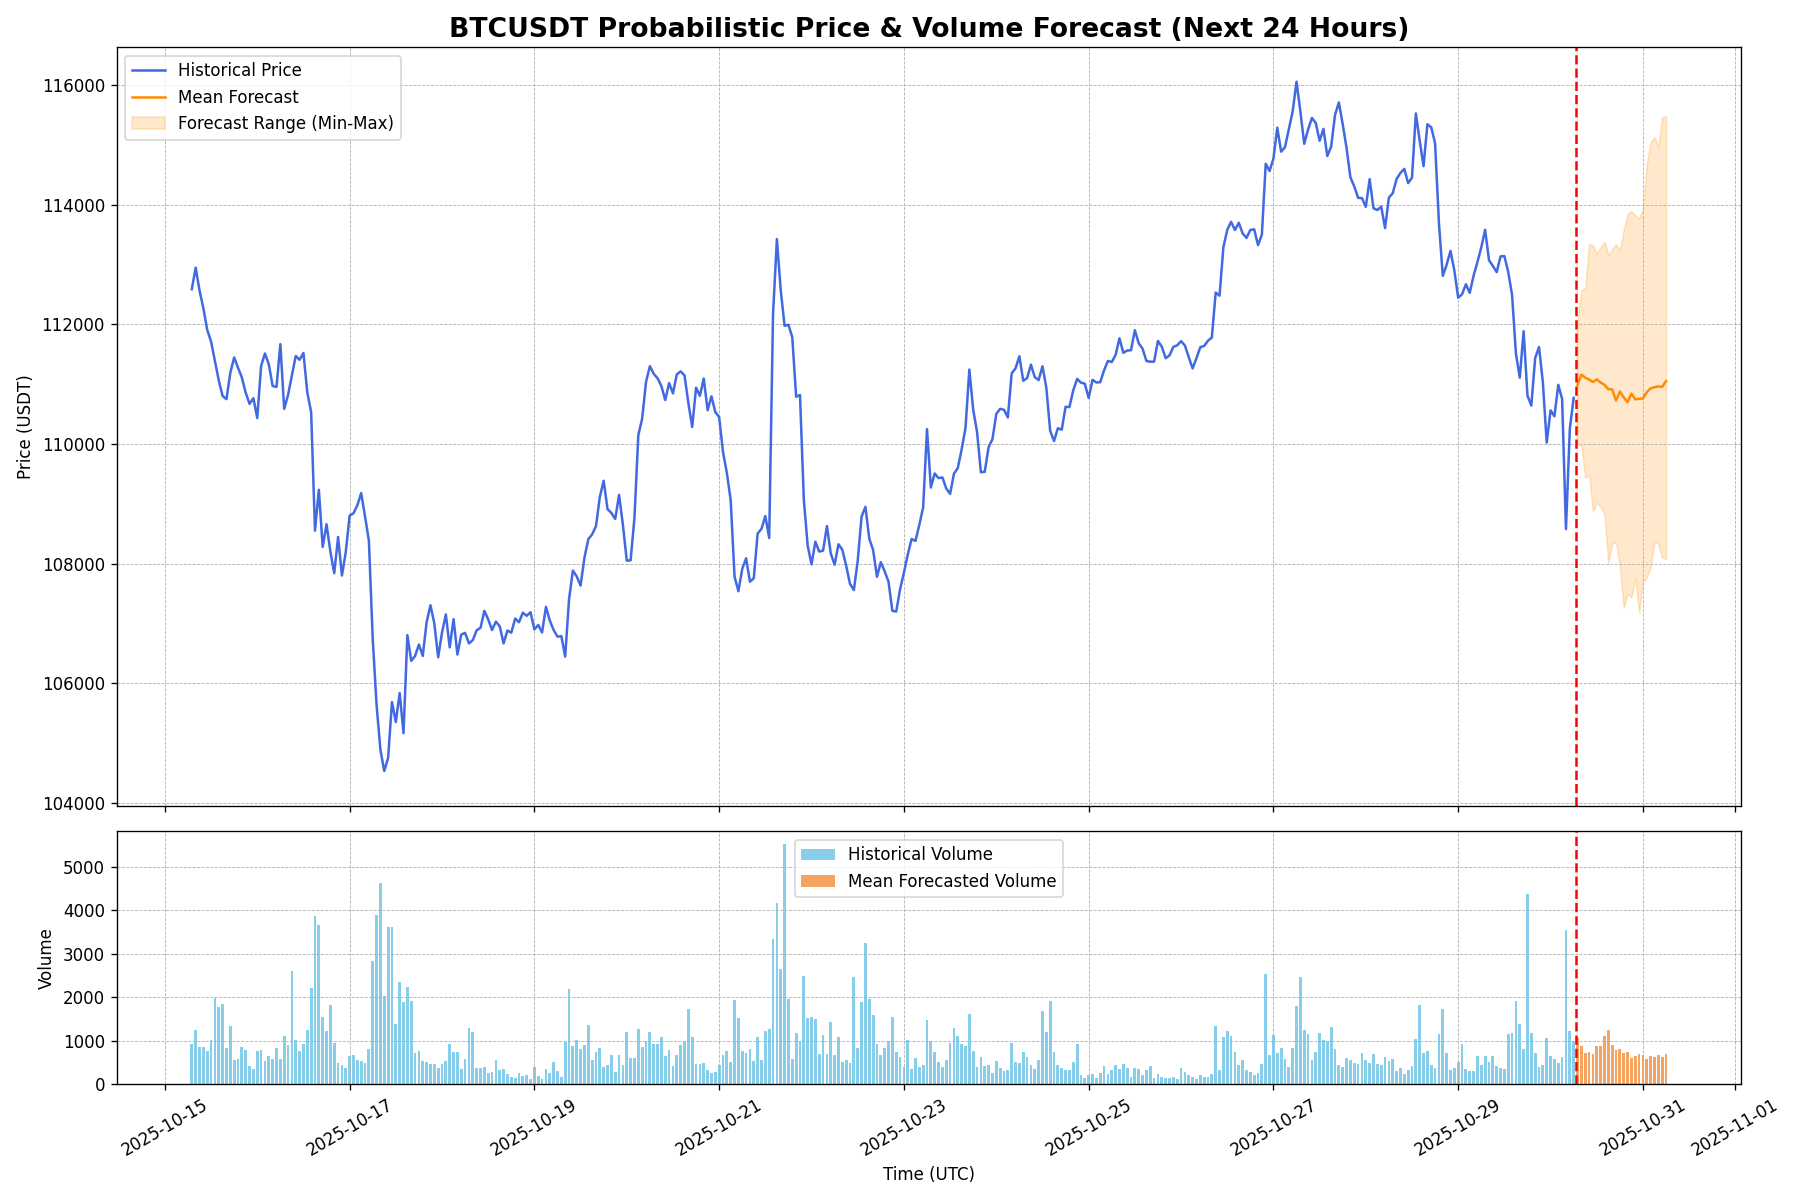 BTCUSDT Probabilistic Price & Volume Forecast (Next 24 Hours)
Historical Price
Mean Forecast
Forecast Range (Min-Max)
116000
114000
112000
110000
108000
106000
104000
Price (USDT)
Historical Volume
Mean Forecasted Volume
5000
4000
3000
2000
1000
0
Volume
2025-10-15
2025-10-17
2025-10-19
2025-10-21
2025-10-23
2025-10-25
2025-10-27
2025-10-29
2025-10-31
2025-11-01
Time (UTC)